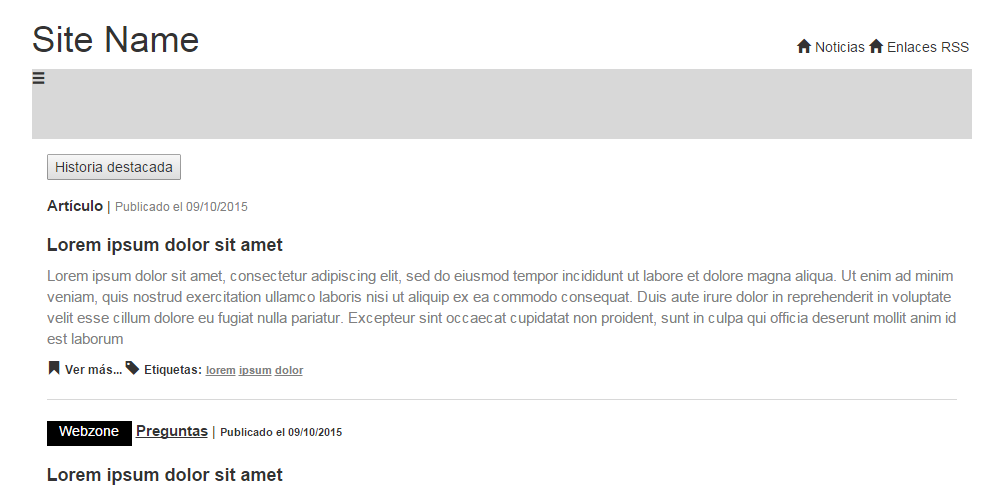 Site Name
Noticias Enlaces RSS
Historia destacada
Artículo | Publicado el 09/10/2015
Lorem ipsum dolor sit amet
Lorem ipsum dolor sit amet, consectetur adipiscing elit, sed do eiusmod tempor incididunt ut labore et dolore magna aliqua. Ut enim ad minim
veniam, quis nostrud exercitation ullamco laboris nisi ut aliquip ex ea commodo consequat. Duis aute irure dolor in reprehenderit in voluptate
velit esse cillum dolore eu fugiat nulla pariatur. Excepteur sint occaecat cupidatat non proident, sunt in culpa qui officia deserunt mollit anim id
est laborum
Ver más... Etiquetas: lorem ipsum dolor
Webzone Preguntas | Publicado el 09/10/2015
Lorem ipsum dolor sit amet